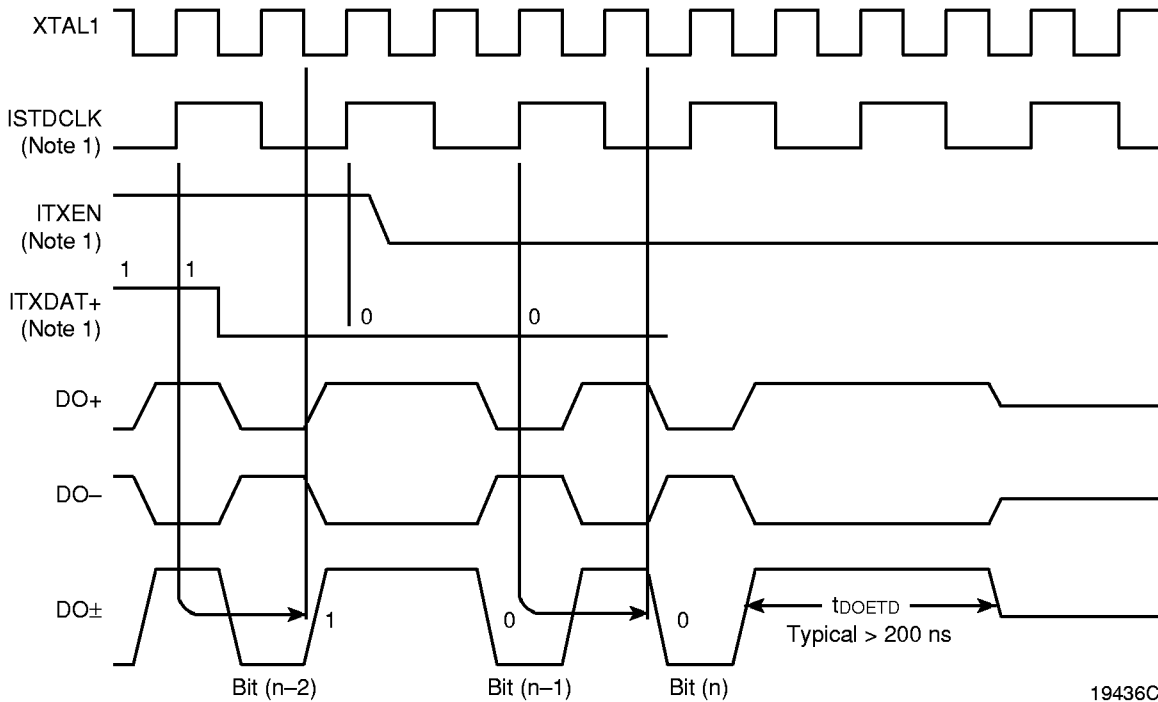 XTAL1
ISTDCLK
(Note 1)
ITXEN
(Note 1)
1 1
ITXDAT+
(Note 1)
0 0
DO+
DO–
DO±
1 0 0
tDOETD
Typical > 200 ns
Bit (n–2) Bit (n–1) Bit (n)
19436C